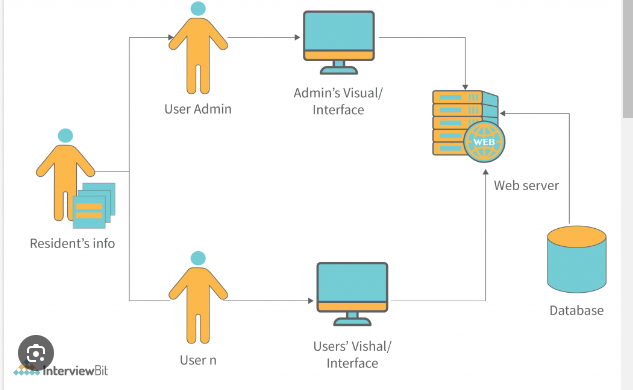 User Admin
Admin's Visual/
Interface
WEB
Web server
Resident's info
Database
User n
Users' Vishal/
Interface
InterviewBit